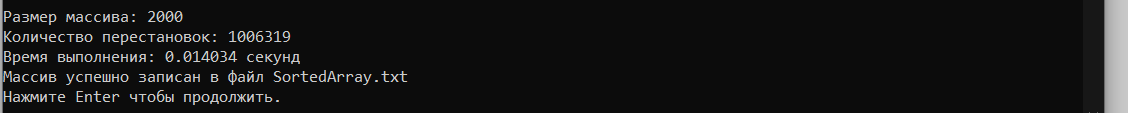 Размер массива: 2000
Количество перестановок: 1006319
Время выполнения: 0.014034 секунд
Массив успешно записан в файл SortedArray.txt
Нажмите Enter чтобы продолжить.